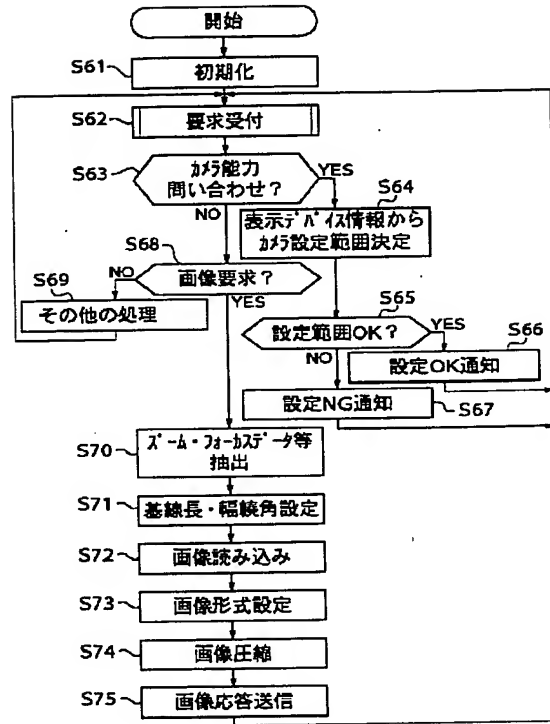 開始
S61
初期化
S62
要求受付
S63
カメラ能力
問い合わせ?
YES
NO
S64
表示デバイス情報から
カメラ設定範囲決定
S68
画像要求?
NO
YES
S69
その他の処理
S65
設定範囲OK?
YES
NO
S66
設定OK通知
設定NG通知
S67
S70
ズーム・フォーカスデータ等
抽出
S71
基線長・輻輳角設定
S72
画像読み込み
S73
画像形式設定
S74
画像圧縮
S75
画像応答送信